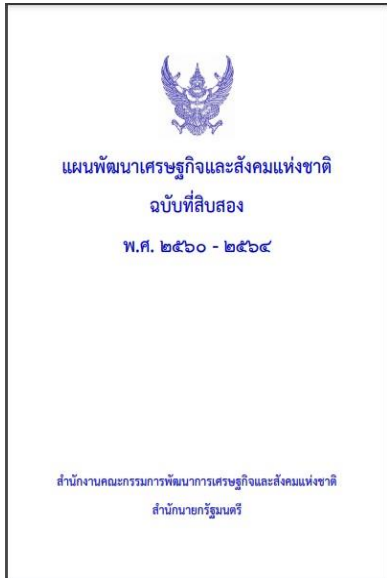 แผนพัฒนาเศรษฐกิจและสังคมแห่งชาติ
ฉบับที่สิบสอง
พ.ศ. ๒๕๖๐ - ๒๕๖๔
สำนักงานคณะกรรมการพัฒนาการเศรษฐกิจและสังคมแห่งชาติ
สำนักนายกรัฐมนตรี